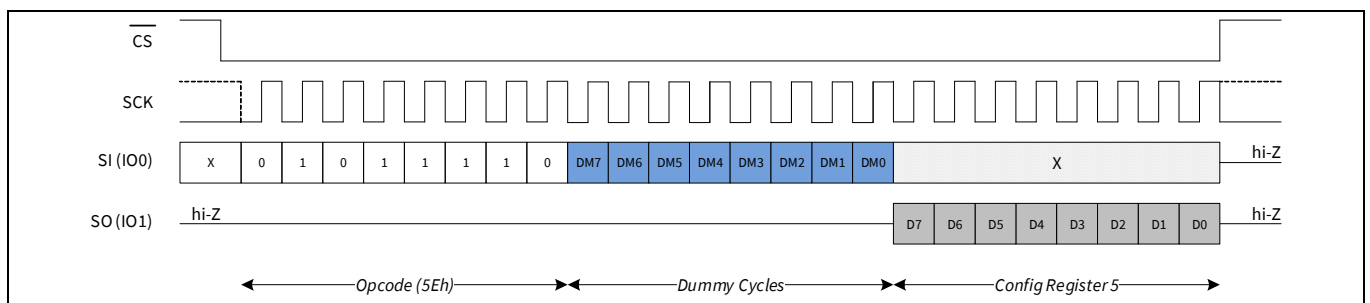 CS
SCK
SI (IO0) X 0 1 0 1 1 1 1 0 DM7 DM6 DM5 DM4 DM3 DM2 DM1 DM0 X hi-Z
SO (IO1) hi-Z D7 D6 D5 D4 D3 D2 D1 D0 hi-Z
Opcode (5Eh) Dummy Cycles Config Register 5